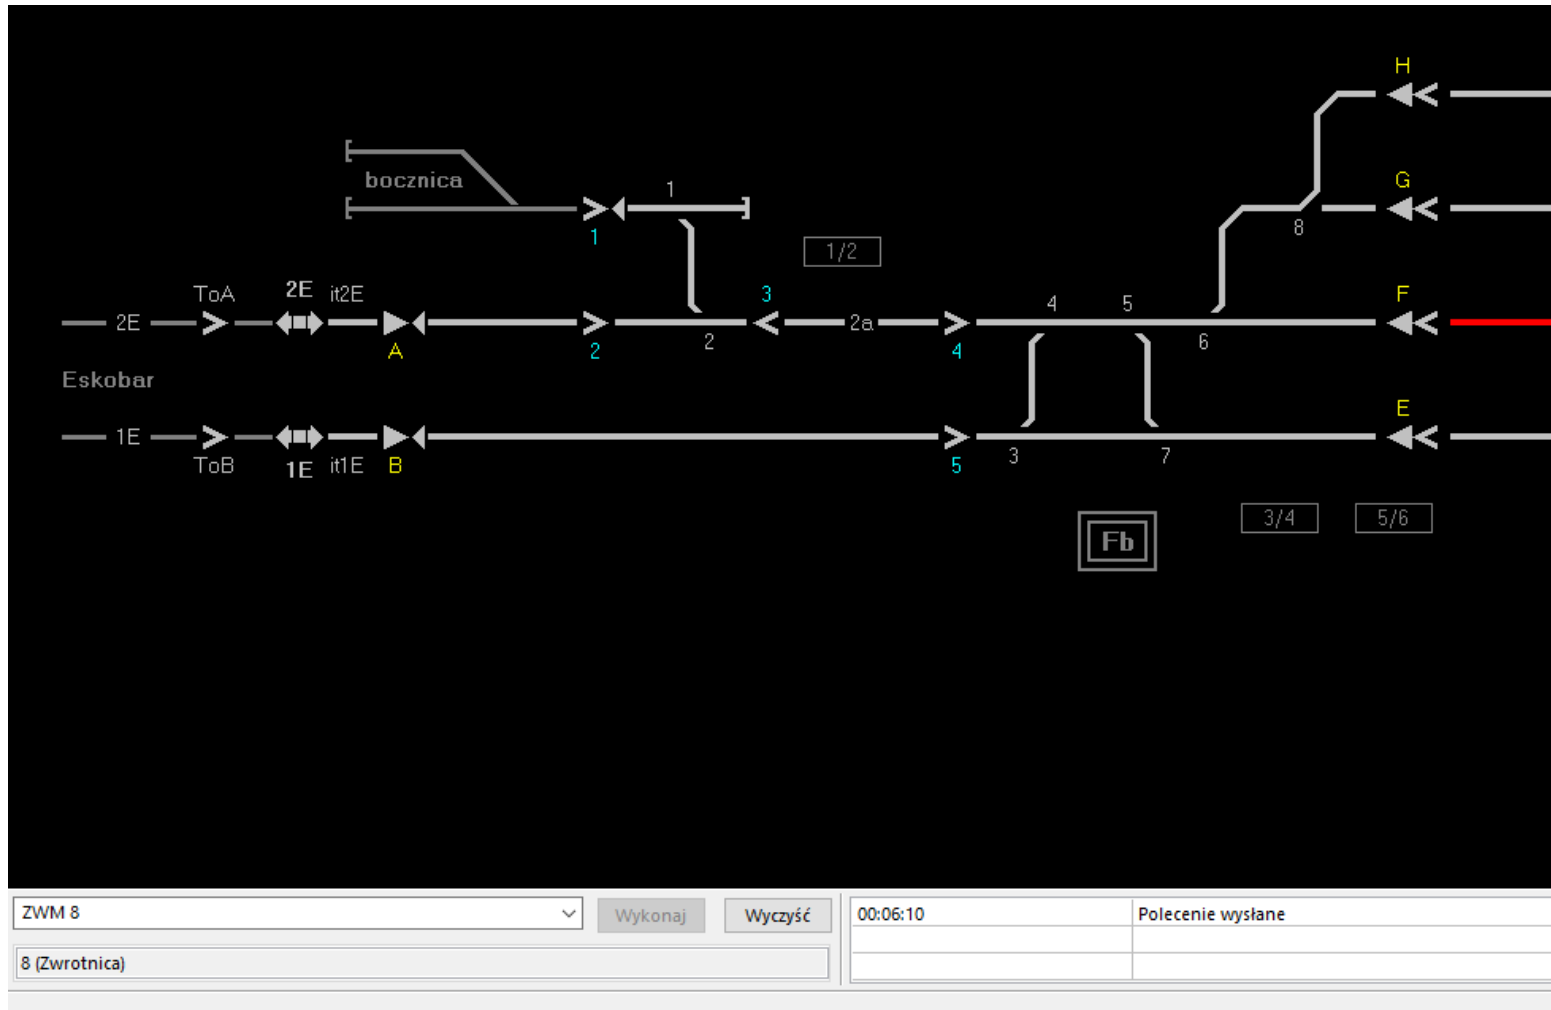 H
bocznica
1
G
1
8
1/2
ToA
2E
it2E
3
4
5
F
2E
2a
A
2
2
4
6
Eskobar
E
1E
ToB
1E
it1E
B
5
3
7
3/4
5/6
Fb
ZWM 8
Wykonaj
Wyczyść
00:06:10
Polecenie wysłane
8 (Zwrotnica)